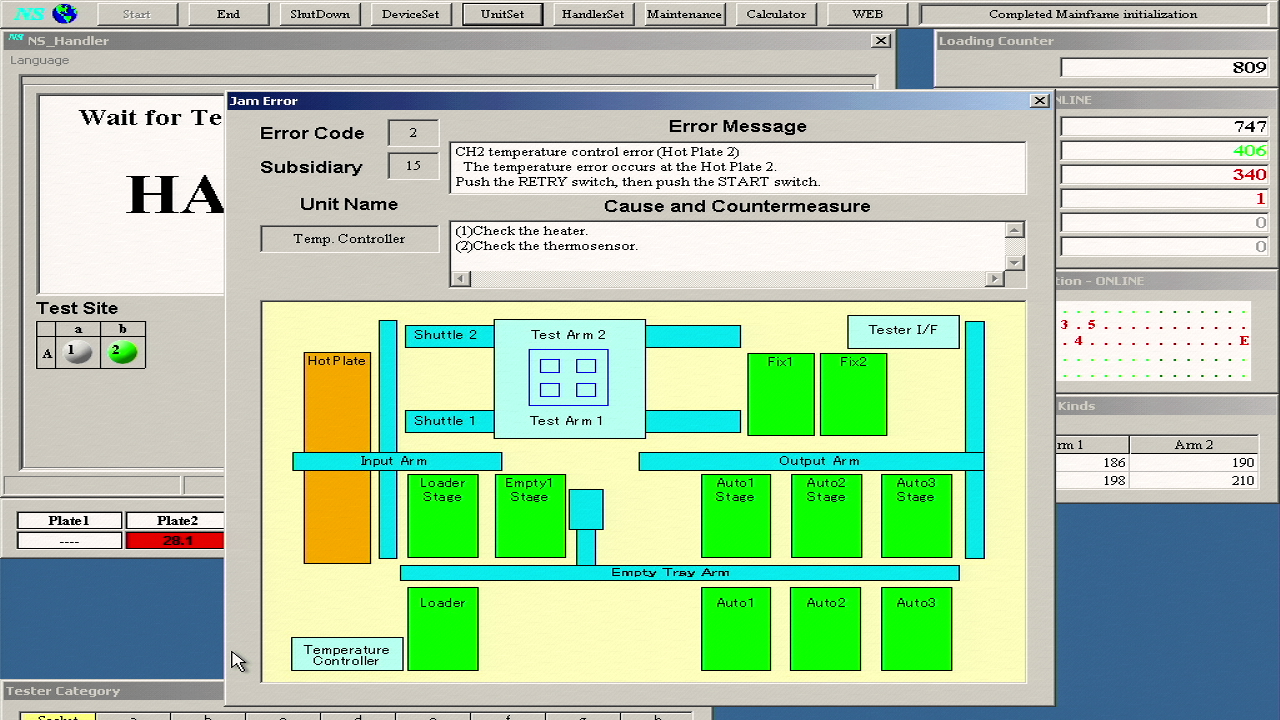 NS
Start
End
ShutDown
DeviceSet
UnitSet
HandlerSet
Maintenance
Calculator
WEB
Completed Mainframe initialization
NS NS_Handler
Language
Wait for Te
HA
Test Site
a b
A 1 2
Plate1 Plate2
---- 28.1
Tester Category
Socket a b c d e f g h
Jam Error
Error Code 2
Subsidiary 15
Unit Name
Temp. Controller
Error Message
CH2 temperature control error (Hot Plate 2)
The temperature error occurs at the Hot Plate 2.
Push the RETRY switch, then push the START switch.
Cause and Countermeasure
(1)Check the heater.
(2)Check the thermosensor.
Shuttle 2
Test Arm 2
Tester I/F
HotPlate
Fix1
Fix2
Shuttle 1
Test Arm 1
Input Arm
Output Arm
Loader
Stage
Empty1
Stage
Auto1
Stage
Auto2
Stage
Auto3
Stage
Empty Tray Arm
Loader
Auto1
Auto2
Auto3
Temperature
Controller
Loading Counter
809
NLINE
747
406
340
1
0
0
tion - ONLINE
3 . 5 . . . . . . . .
. 4 . . . . . . . . E
Kinds
rm 1 Arm 2
186 190
198 210